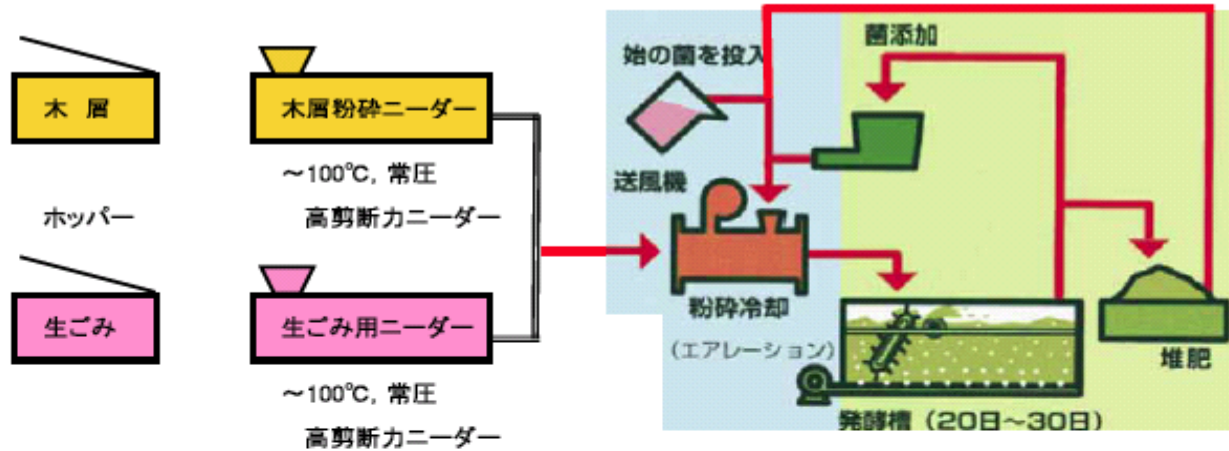 木 屑
木屑粉砕ニーダー
～100℃, 常圧
高剪断力ニーダー
ホッパー
生ごみ
生ごみ用ニーダー
～100℃, 常圧
高剪断力ニーダー
始の菌を投入
菌添加
送風機
粉砕冷却
(エアレーション)
堆肥
発酵槽（20日～30日）